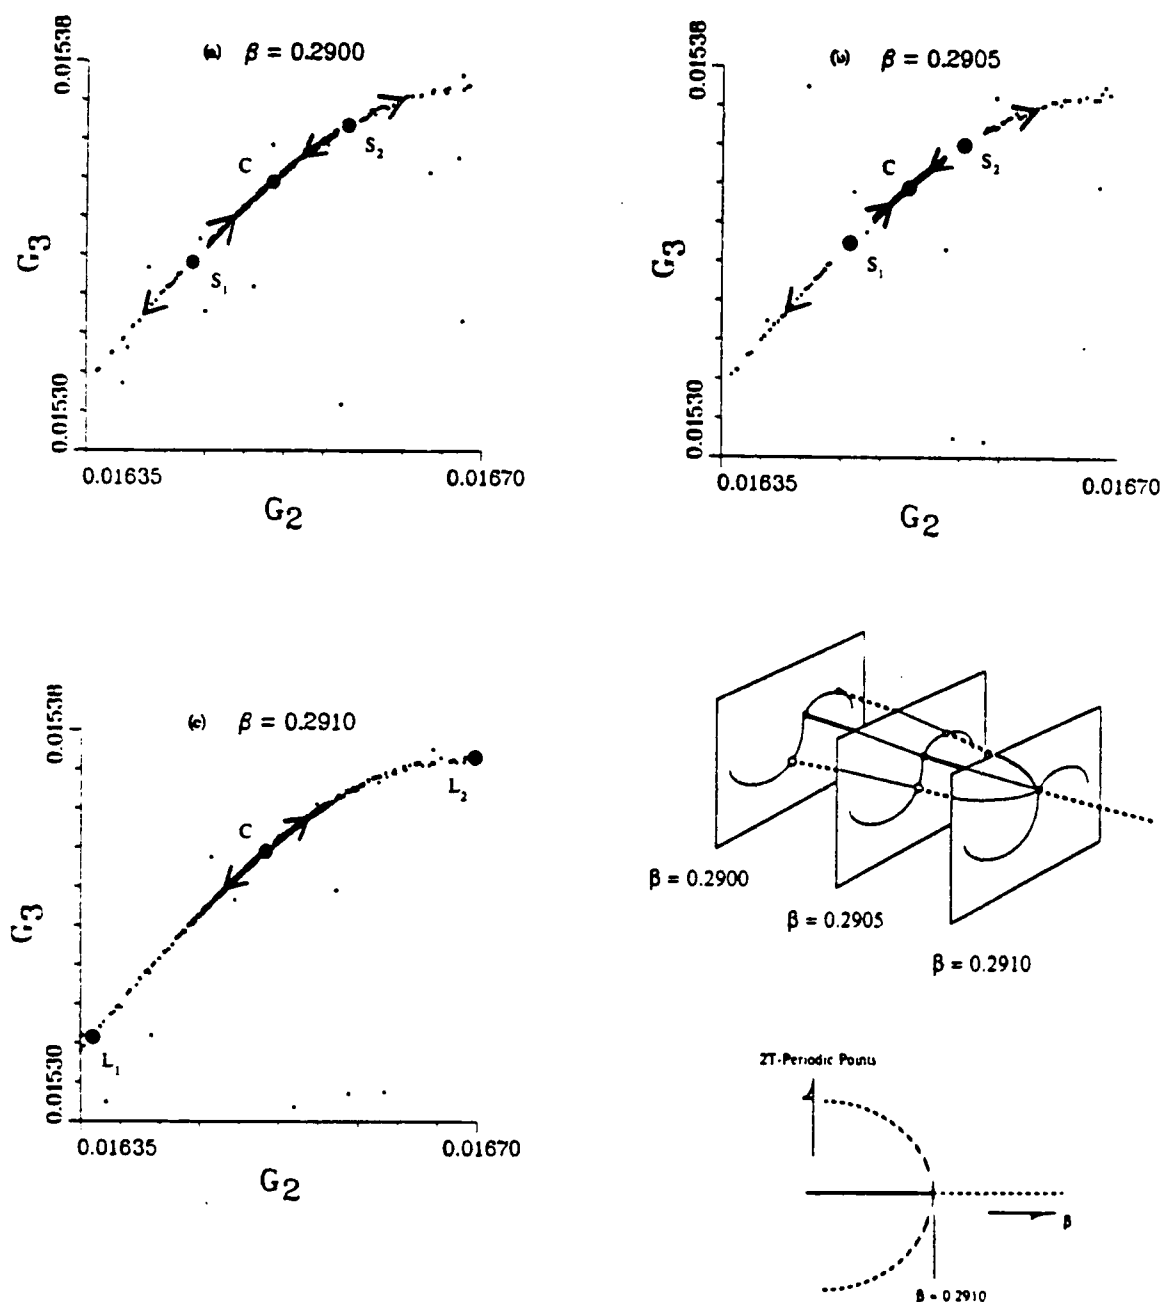 (a) β = 0.2900
0.01538
G3
0.01530
C
S2
S1
0.01635 0.01670
G2
(b) β = 0.2905
0.01538
G3
0.01530
C
S2
S1
0.01635 0.01670
G2
(c) β = 0.2910
0.01538
G3
0.01530
C
L2
L1
0.01635 0.01670
G2
β = 0.2900
β = 0.2905
β = 0.2910
2T-Periodic Points
β
β = 0.2910